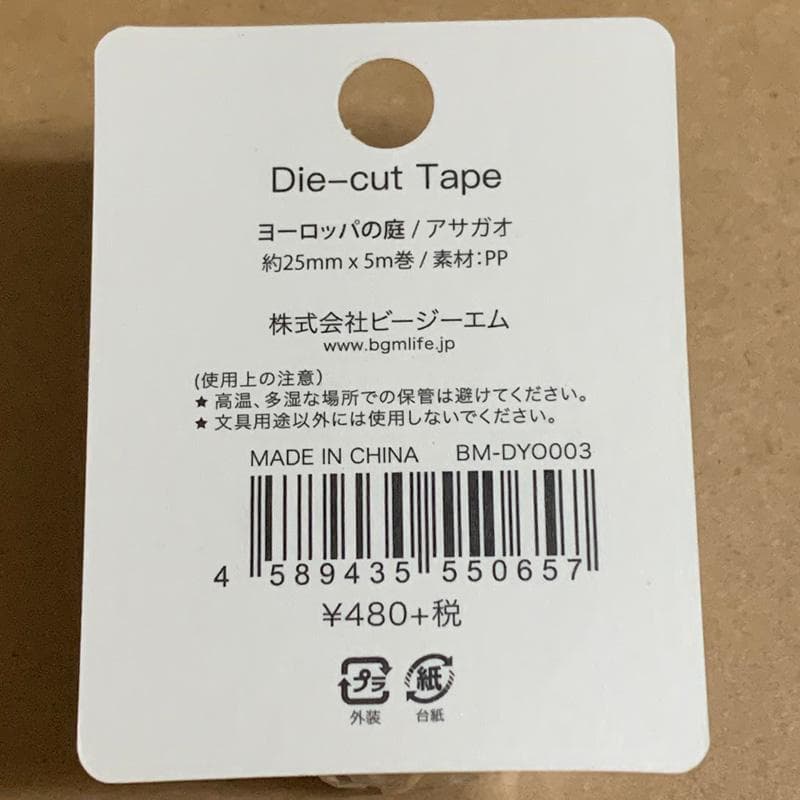 Die-cut Tape
ヨーロッパの庭 / アサガオ
約25mm x 5m巻 / 素材:PP
株式会社ビージーエム
www.bgmlife.jp
(使用上の注意)
★ 高温、多湿な場所での保管は避けてください。
★ 文具用途以外には使用しないでください。
MADE IN CHINA BM-DYO003
4 589435 550657
¥480+税
プラ 紙
外装 台紙